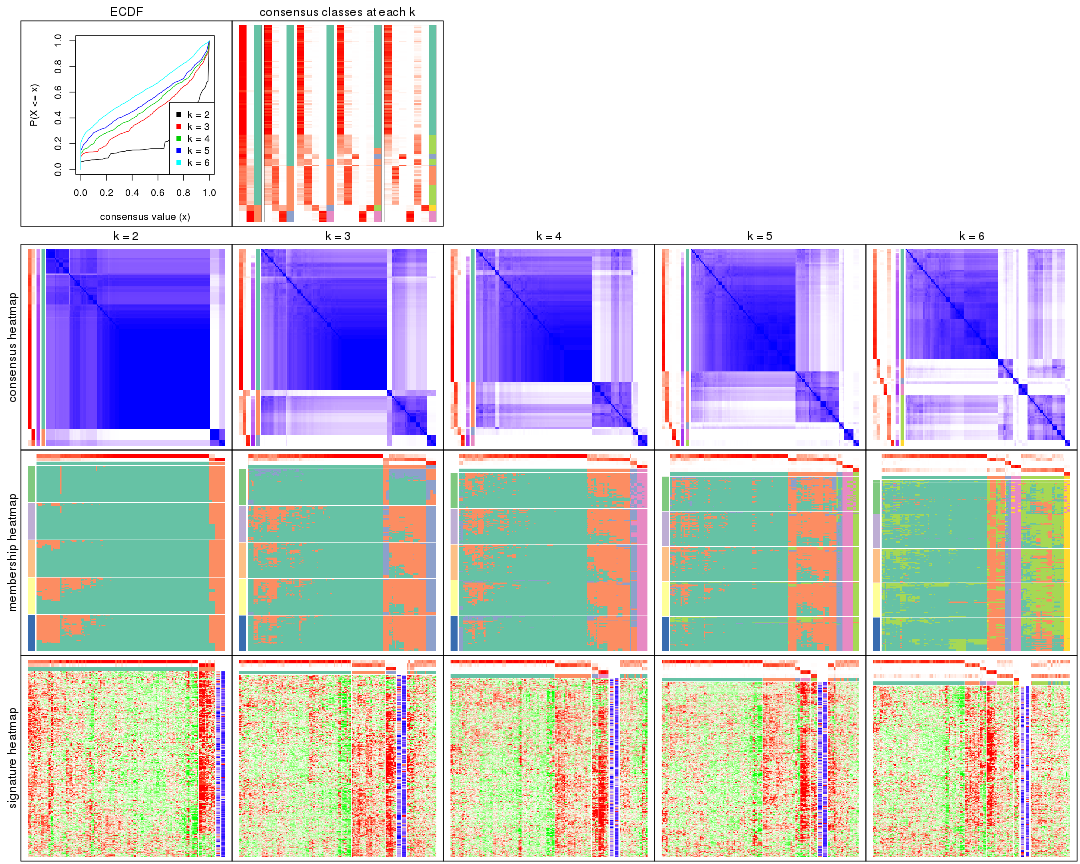 ECDF
consensus classes at each k
P(X <= x)
0.0 0.2 0.4 0.6 0.8 1.0
k = 2
k = 3
k = 4
k = 5
k = 6
0.0 0.2 0.4 0.6 0.8 1.0
consensus value (x)
k = 2 k = 3 k = 4 k = 5 k = 6
consensus heatmap
membership heatmap
signature heatmap